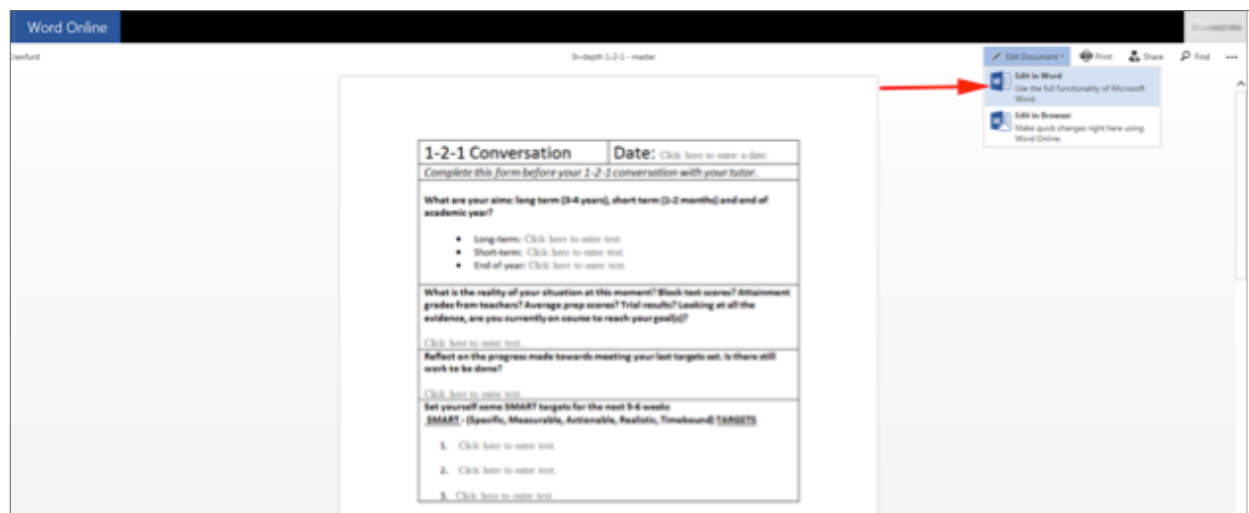 Word Online
In-depth 1-2-1 - master
Edit Document Print Share Find ...
Edit in Word
Use the full functionality of Microsoft
Word.
Edit in Browser
Make quick changes right here using
Word Online.
1-2-1 Conversation Date: Click here to enter a date.
Complete this form before your 1-2-1 conversation with your tutor.
What are your aims: long term (3-4 years), short term (1-2 months) and end of
academic year?
• Long-term: Click here to enter text.
• Short-term: Click here to enter text.
• End of year: Click here to enter text.
What is the reality of your situation at this moment? Block test scores? Attainment
grades from teachers? Average prep scores? Trial results? Looking at all the
evidence, are you currently on course to reach your goal(s)?
Click here to enter text.
Reflect on the progress made towards meeting your last targets set. Is there still
work to be done?
Click here to enter text.
Set yourself some SMART targets for the next 5-6 weeks
SMART - (Specific, Measurable, Actionable, Realistic, Timebound) TARGETS
1. Click here to enter text.
2. Click here to enter text.
3. Click here to enter text.